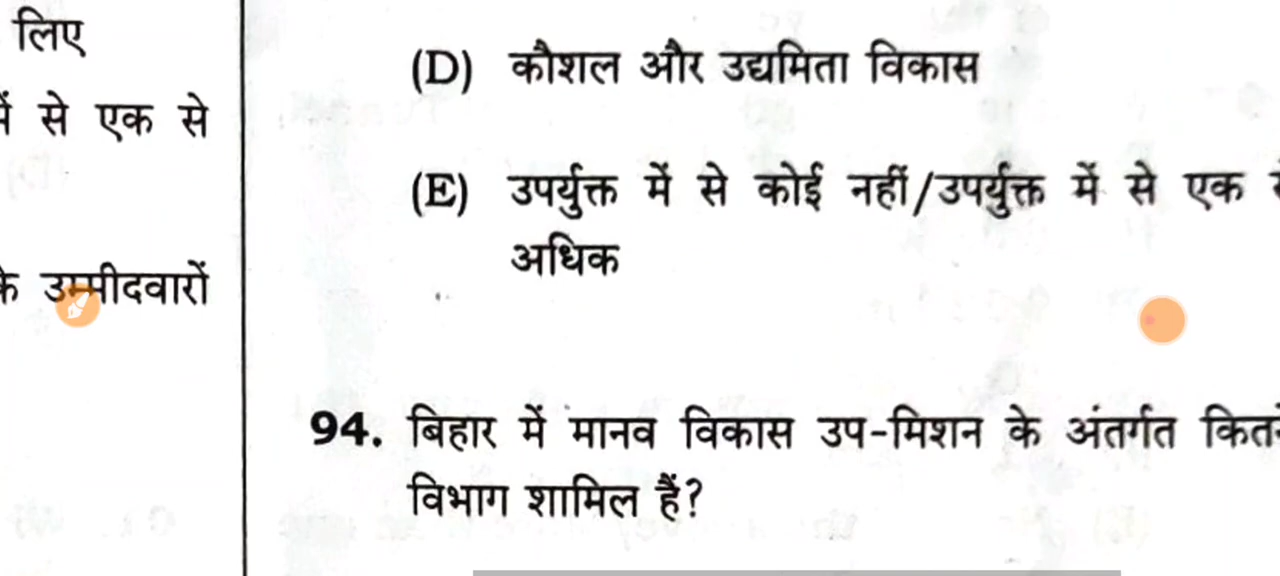 लिए
में से एक से
के उम्मीदवारों
(D) कौशल और उद्यमिता विकास
(E) उपर्युक्त में से कोई नहीं/उपर्युक्त में से एक
अधिक
94. बिहार में मानव विकास उप-मिशन के अंतर्गत
विभाग शामिल हैं?